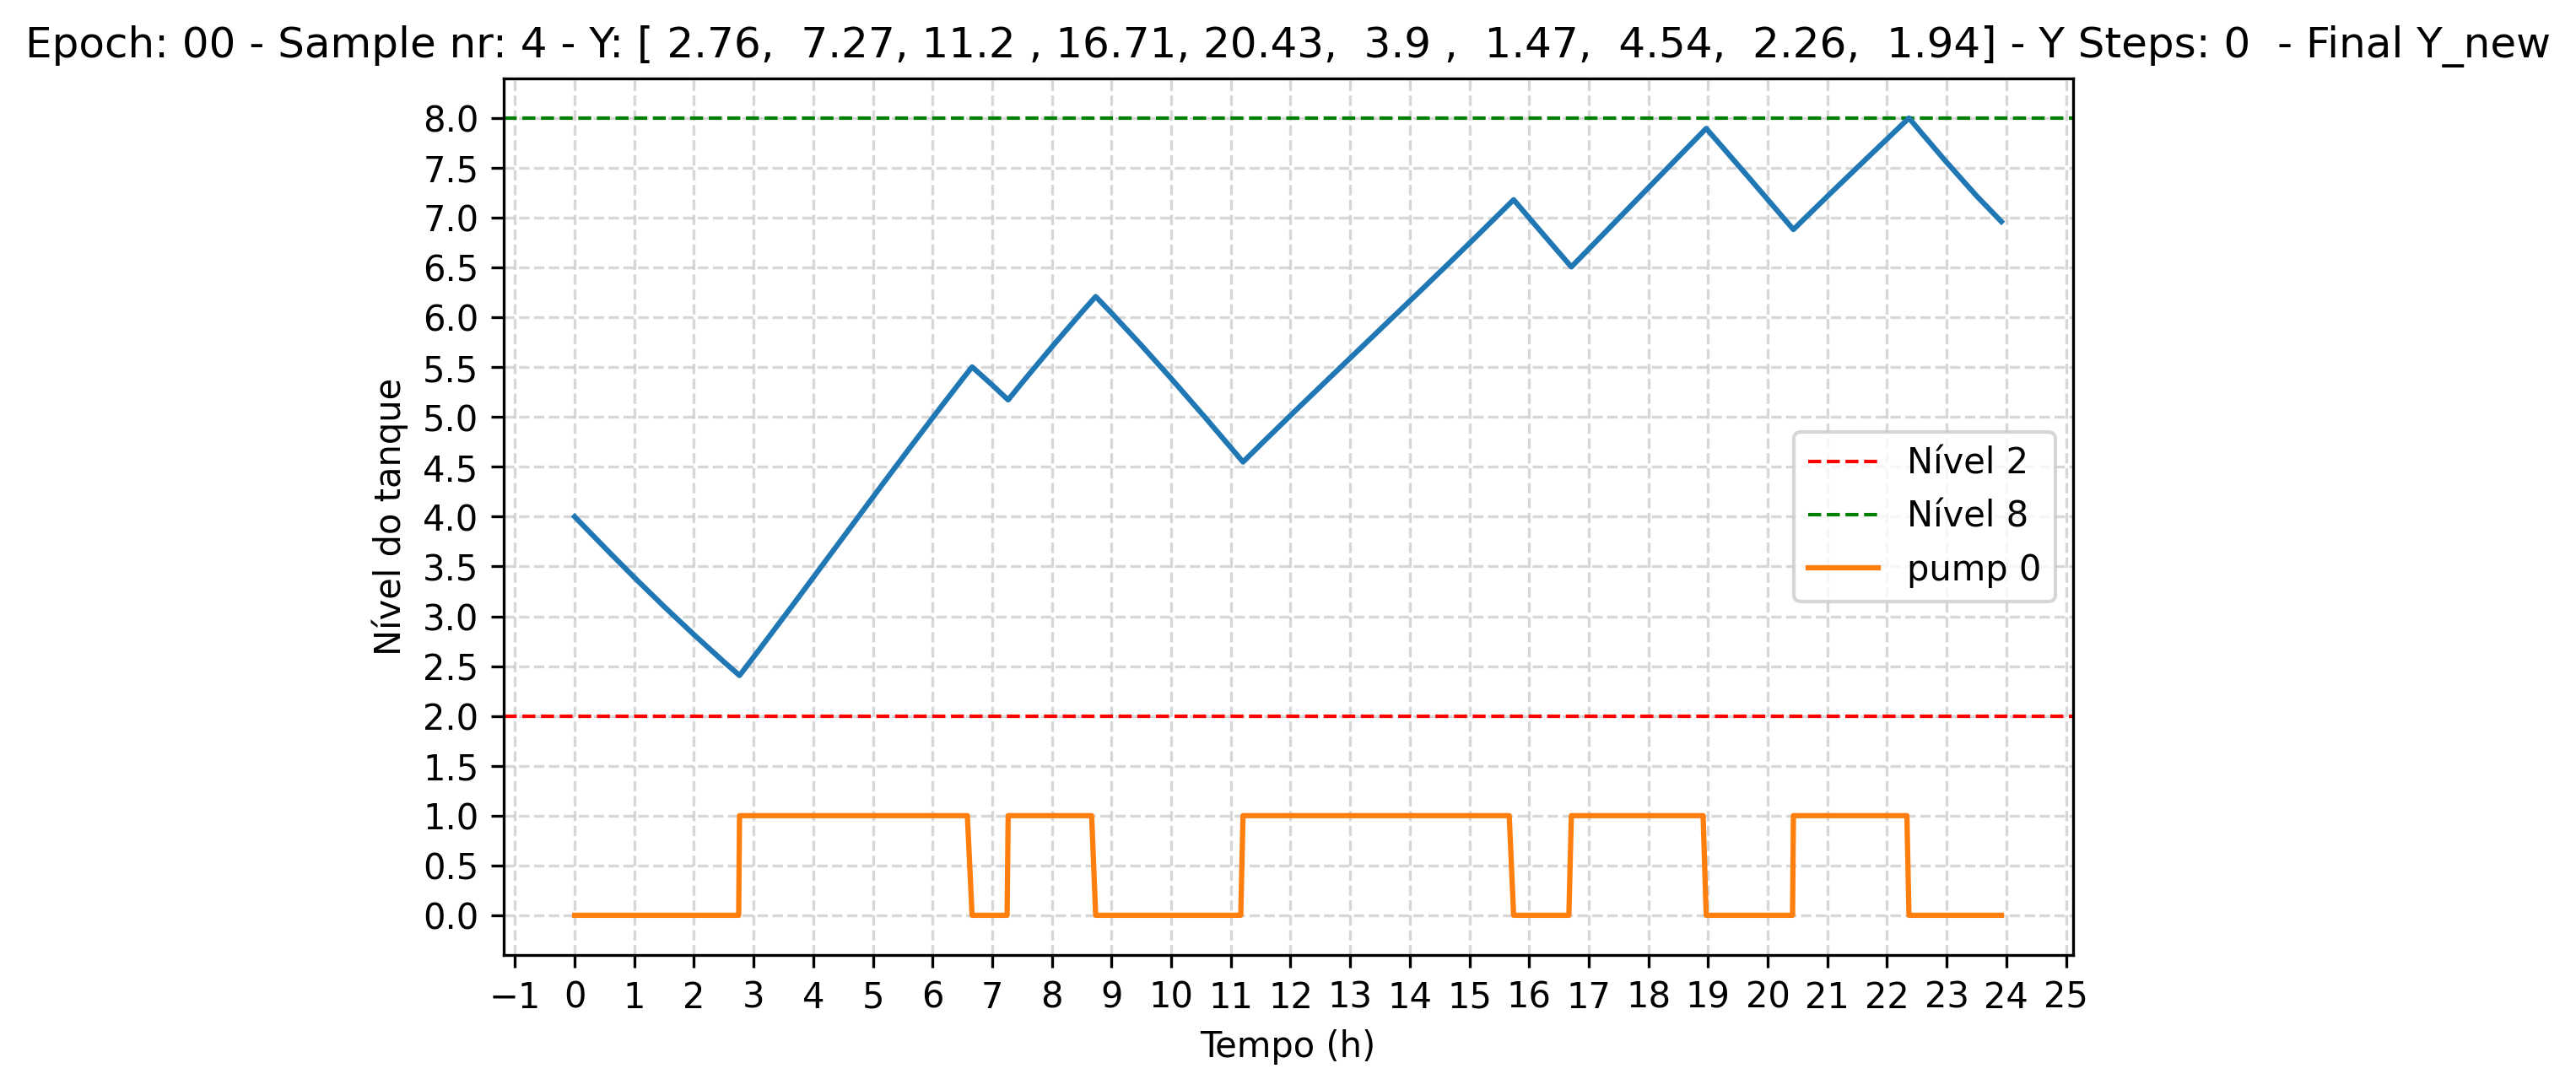 Epoch: 00 - Sample nr: 4 - Y: [ 2.76,  7.27, 11.2 , 16.71, 20.43,  3.9 ,  1.47,  4.54,  2.26,  1.94] - Y Steps: 0  - Final Y_new
8.0
7.5
7.0
6.5
6.0
5.5
5.0
4.5
4.0
3.5
3.0
2.5
2.0
1.5
1.0
0.5
0.0
Nível do tanque
Nível 2
Nível 8
pump 0
−1 0 1 2 3 4 5 6 7 8 9 10 11 12 13 14 15 16 17 18 19 20 21 22 23 24 25
Tempo (h)